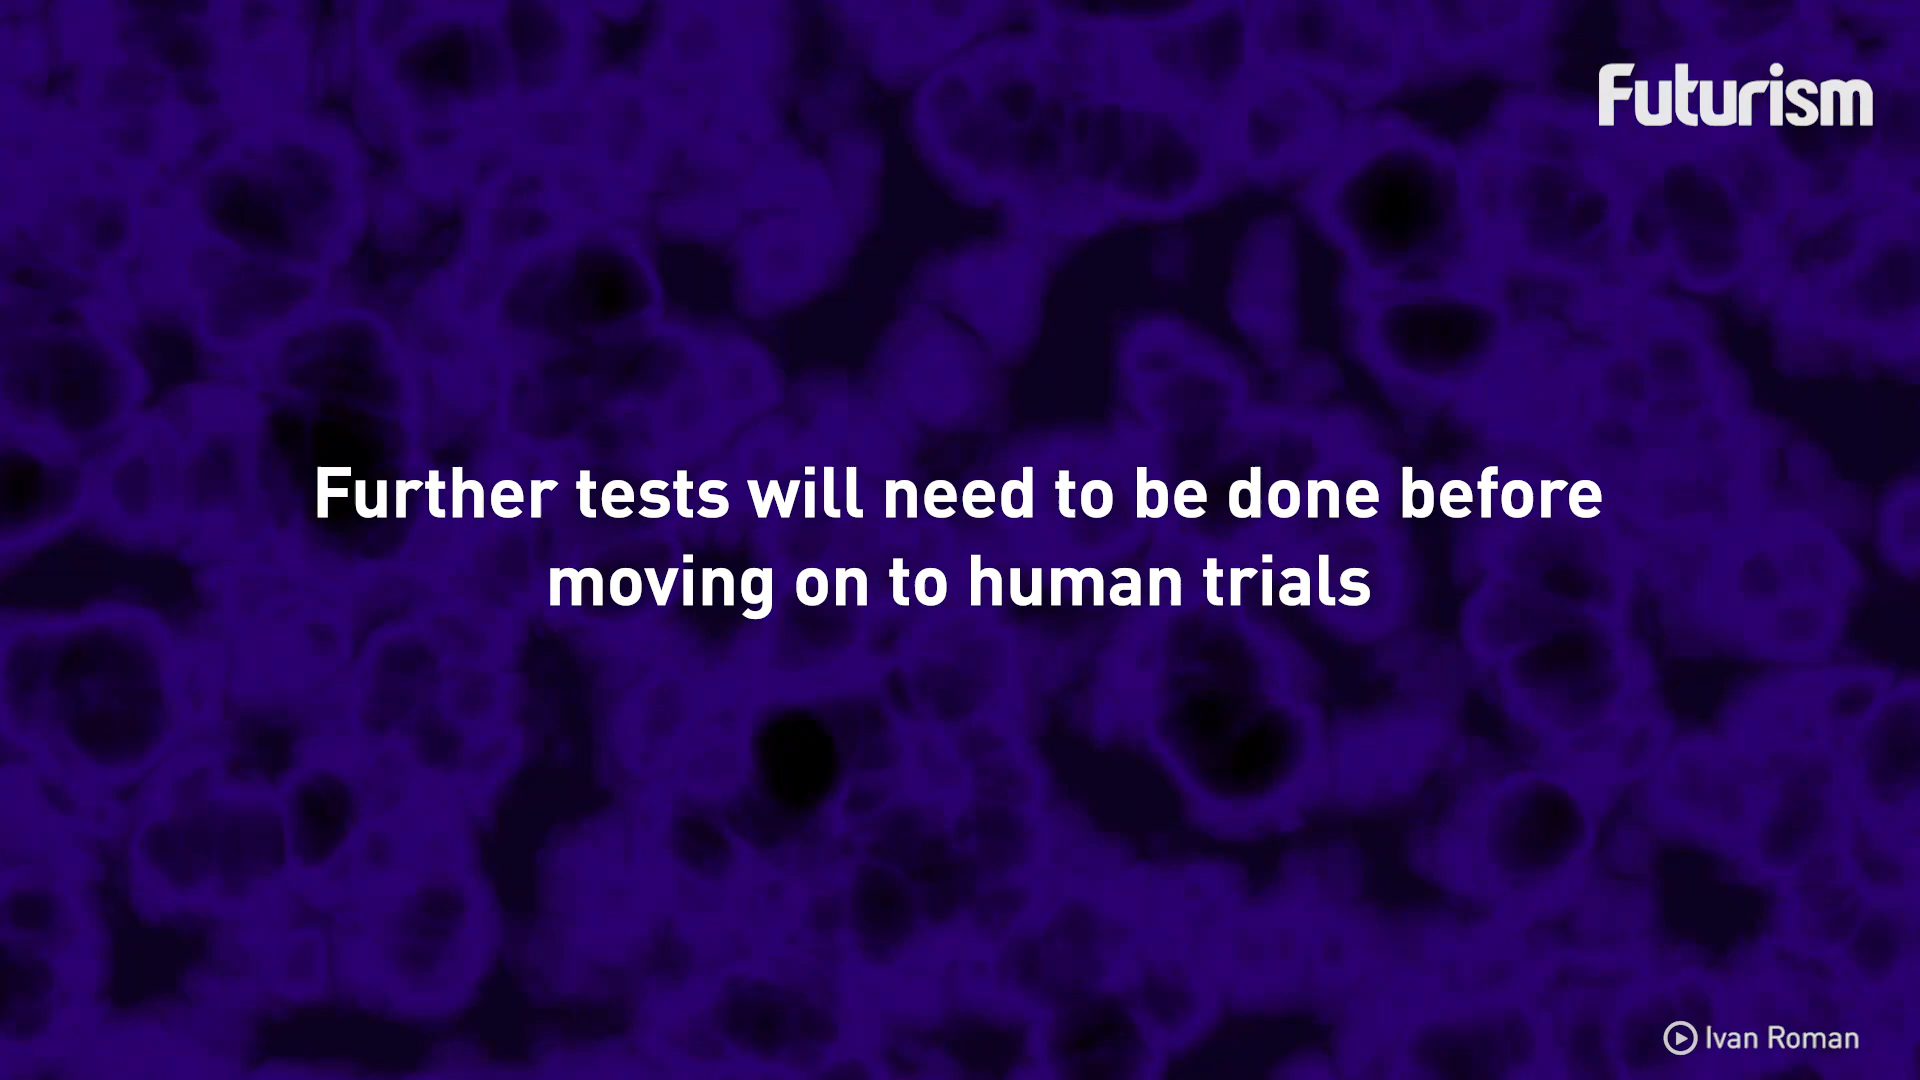 Futurism
Further tests will need to be done before
moving on to human trials
Ivan Roman